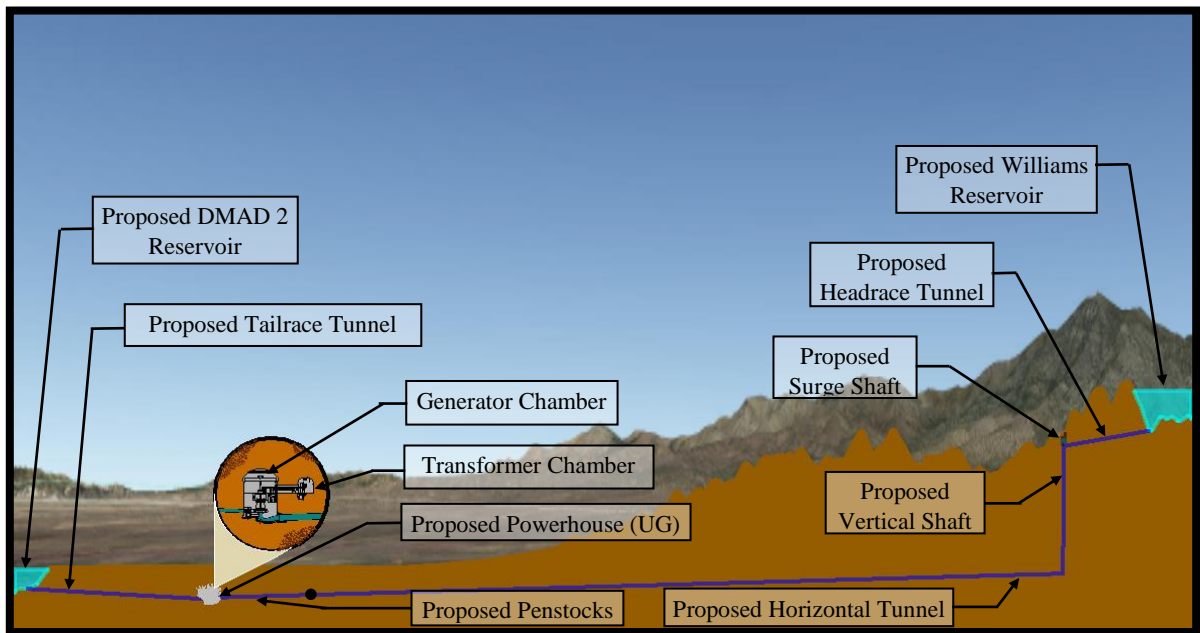 Proposed Williams
Reservoir
Proposed DMAD 2
Reservoir
Proposed
Headrace Tunnel
Proposed Tailrace Tunnel
Proposed
Surge Shaft
Generator Chamber
Transformer Chamber
Proposed
Vertical Shaft
Proposed Powerhouse (UG)
Proposed Penstocks
Proposed Horizontal Tunnel